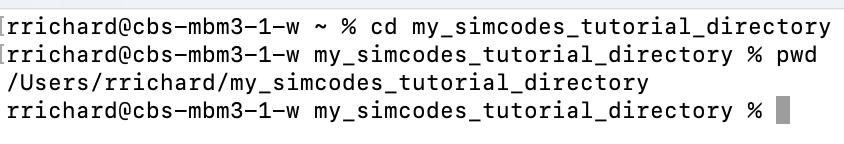 [rrichard@cbs-mbm3-1-w ~ % cd my_simcodes_tutorial_directory
[rrichard@cbs-mbm3-1-w my_simcodes_tutorial_directory % pwd
/Users/rrichard/my_simcodes_tutorial_directory
rrichard@cbs-mbm3-1-w my_simcodes_tutorial_directory %